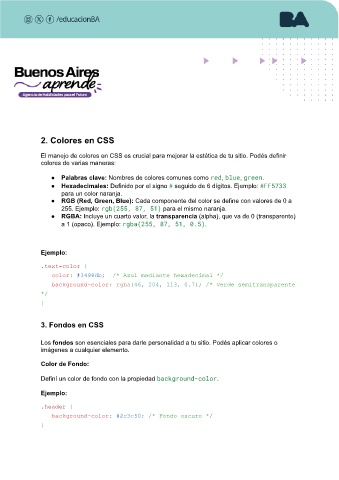 /educacionBA
BA
Buenos Aires
aprende
Agencia de Habilidades para el Futuro
2. Colores en CSS
El manejo de colores en CSS es crucial para mejorar la estética de tu sitio. Podés definir
colores de varias maneras:
● Palabras clave: Nombres de colores comunes como red, blue, green.
● Hexadecimales: Definido por el signo # seguido de 6 dígitos. Ejemplo: #FF5733
para un color naranja.
● RGB (Red, Green, Blue): Cada componente del color se define con valores de 0 a
255. Ejemplo: rgb(255, 87, 51) para el mismo naranja.
● RGBA: Incluye un cuarto valor, la transparencia (alpha), que va de 0 (transparente)
a 1 (opaco). Ejemplo: rgba(255, 87, 51, 0.5).
Ejemplo:
.text-color {
color: #3498db; /* Azul mediante hexadecimal */
background-color: rgba(46, 204, 113, 0.7); /* Verde semitransparente
*/
}
3. Fondos en CSS
Los fondos son esenciales para darle personalidad a tu sitio. Podés aplicar colores o
imágenes a cualquier elemento.
Color de Fondo:
Definí un color de fondo con la propiedad background-color.
Ejemplo:
.header {
background-color: #2c3e50; /* Fondo oscuro */
}